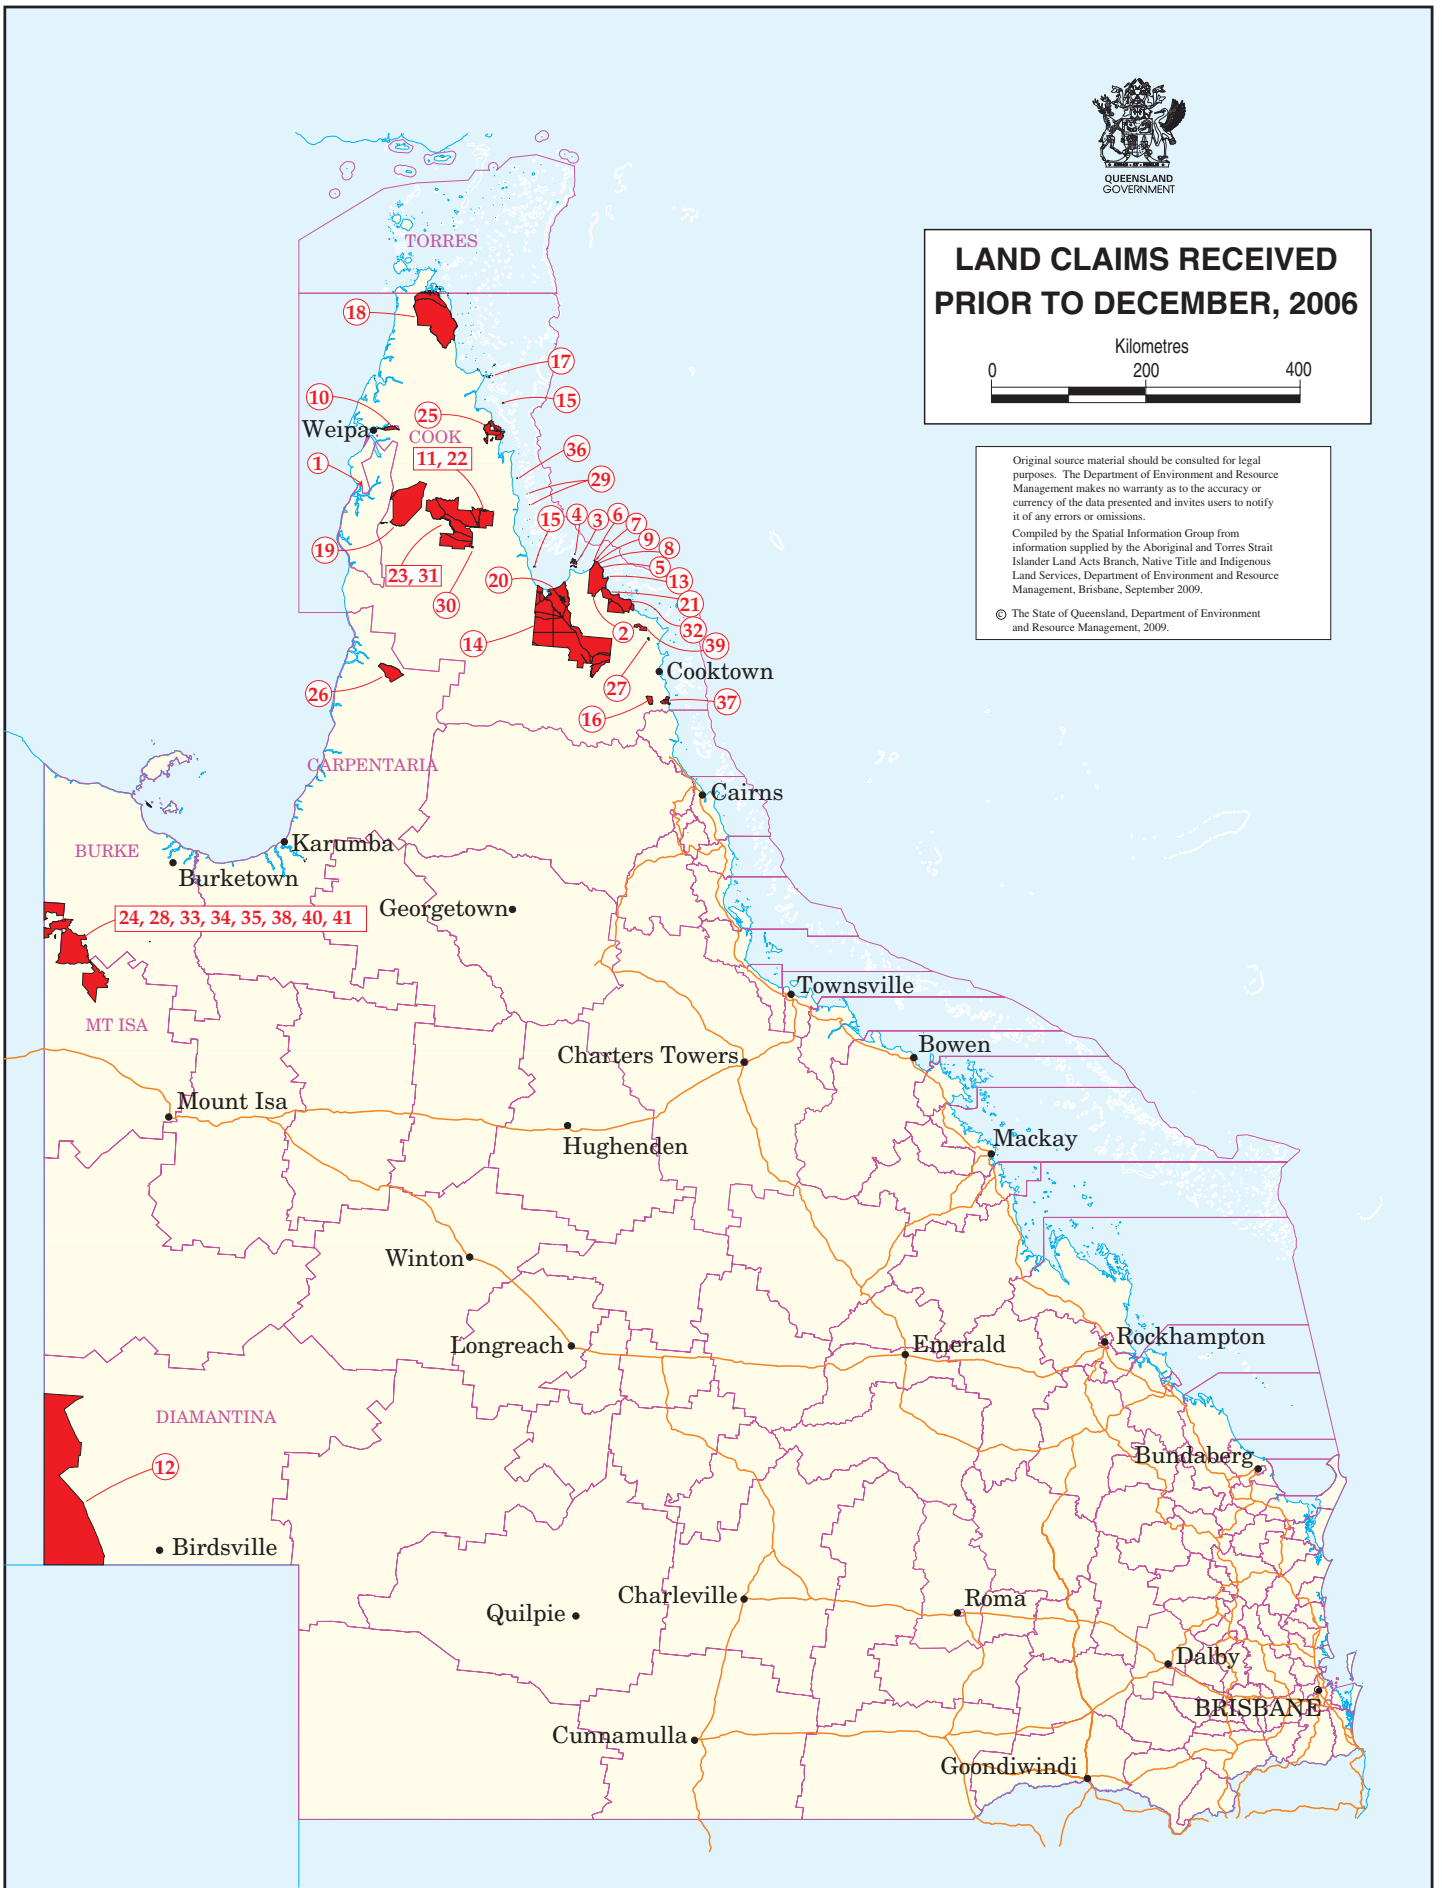 QUEENSLAND
GOVERNMENT
LAND CLAIMS RECEIVED
PRIOR TO DECEMBER, 2006
Kilometres
0 200 400
Original source material should be consulted for legal
purposes. The Department of Environment and Resource
Management makes no warranty as to the accuracy or
currency of the data presented and invites users to notify
it of any errors or omissions.
Compiled by the Spatial Information Group from
information supplied by the Aboriginal and Torres Strait
Islander Land Acts Branch, Native Title and Indigenous
Land Services, Department of Environment and Resource
Management, Brisbane, September 2009.
© The State of Queensland, Department of Environment
and Resource Management, 2009.
TORRES
18
17
10
15
25
Weipa
COOK
11, 22
36
1
29
15
4
3
6
7
9
8
19
5
23, 31
20
13
30
21
32
2
14
39
Cooktown
27
26
37
16
CARPENTARIA
Cairns
Karumba
BURKE
Burketown
Georgetown
24, 28, 33, 34, 35, 38, 40, 41
Townsville
MT ISA
Bowen
Charters Towers
Mount Isa
Mackay
Hughenden
Winton
Rockhampton
Longreach
Emerald
DIAMANTINA
Bundaberg
12
Birdsville
Charleville
Roma
Quilpie
Dalby
BRISBANE
Cunnamulla
Goondiwindi